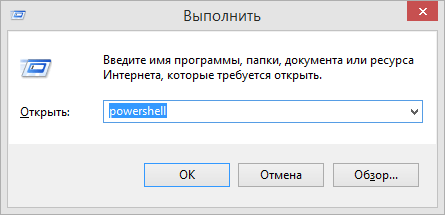 Выполнить
Введите имя программы, папки, документа или ресурса
Интернета, которые требуется открыть.
Открыть: powershell
ОК Отмена Обзор...